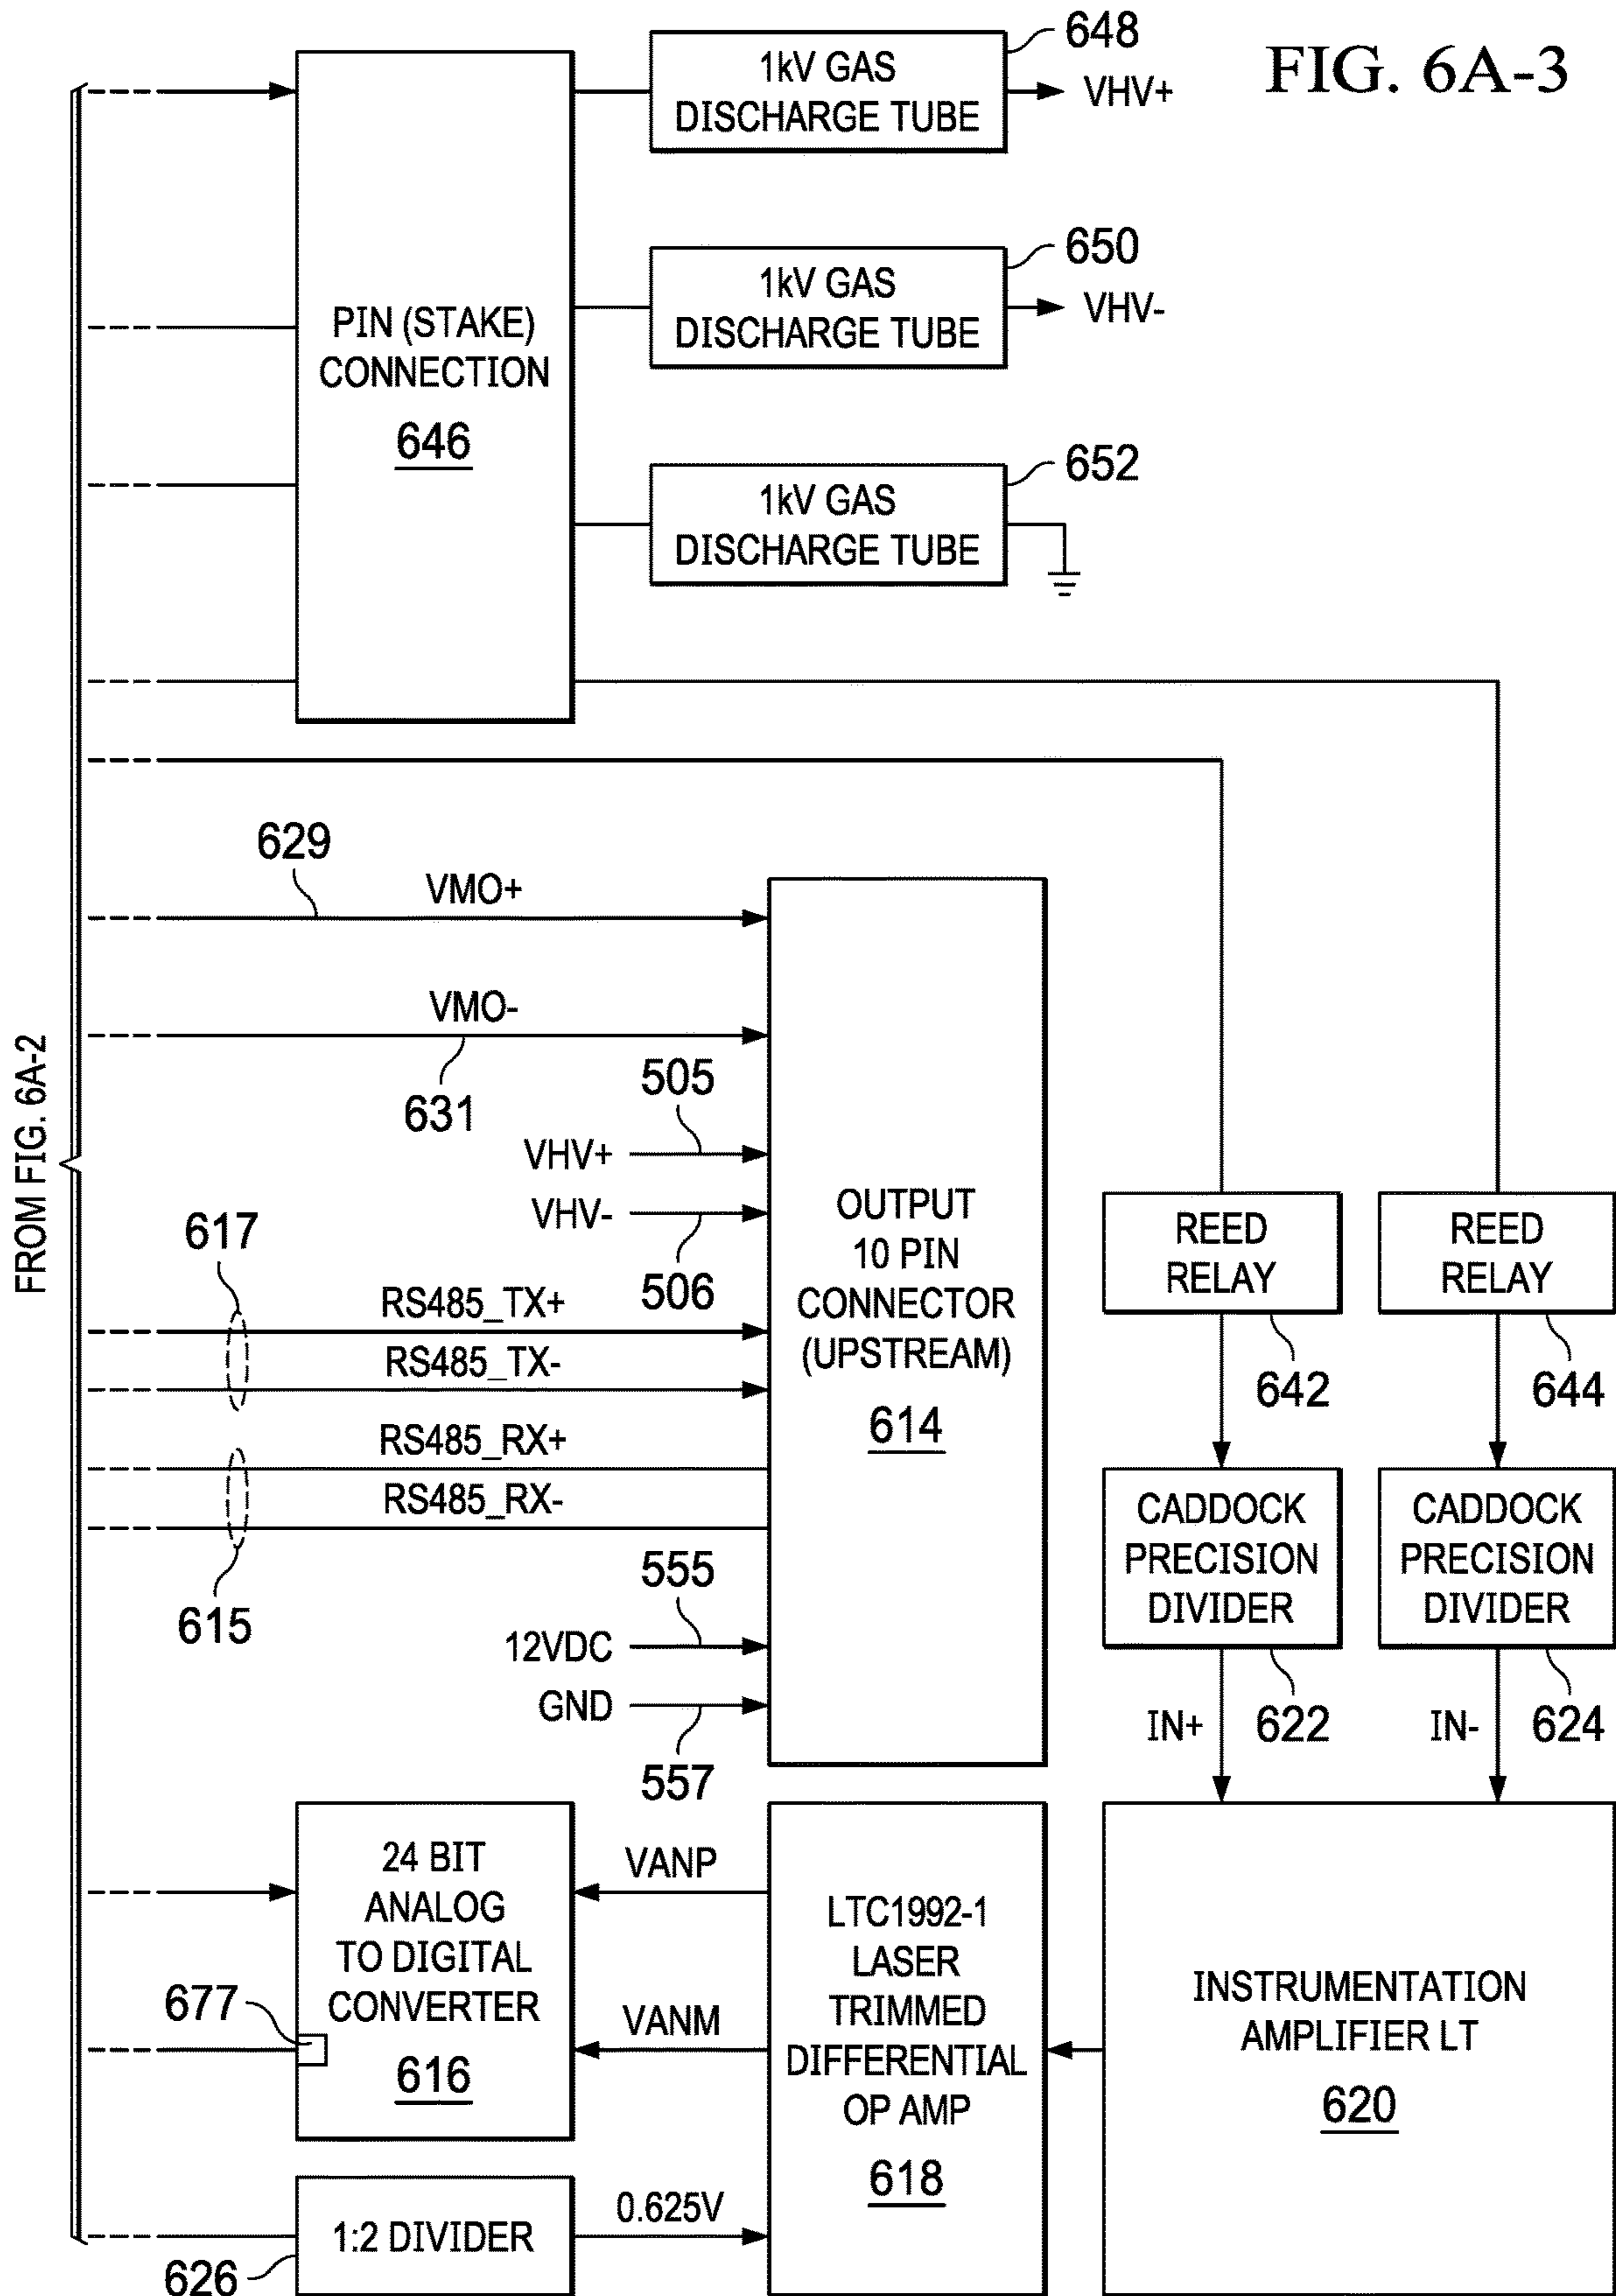 FIG. 6A-3
1kV GAS
DISCHARGE TUBE
648
VHV+
1kV GAS
DISCHARGE TUBE
650
VHV-
PIN (STAKE)
CONNECTION
646
1kV GAS
DISCHARGE TUBE
652
FROM FIG. 6A-2
629
VMO+
VMO-
631
505
VHV+
VHV-
506
617
RS485_TX+
RS485_TX-
RS485_RX+
RS485_RX-
615
555
12VDC
GND
557
OUTPUT
10 PIN
CONNECTOR
(UPSTREAM)
614
REED
RELAY
642
REED
RELAY
644
CADDOCK
PRECISION
DIVIDER
622
CADDOCK
PRECISION
DIVIDER
624
IN+
IN-
24 BIT
ANALOG
TO DIGITAL
CONVERTER
616
677
VANP
VANM
LTC1992-1
LASER
TRIMMED
DIFFERENTIAL
OP AMP
618
INSTRUMENTATION
AMPLIFIER LT
620
1:2 DIVIDER
626
0.625V